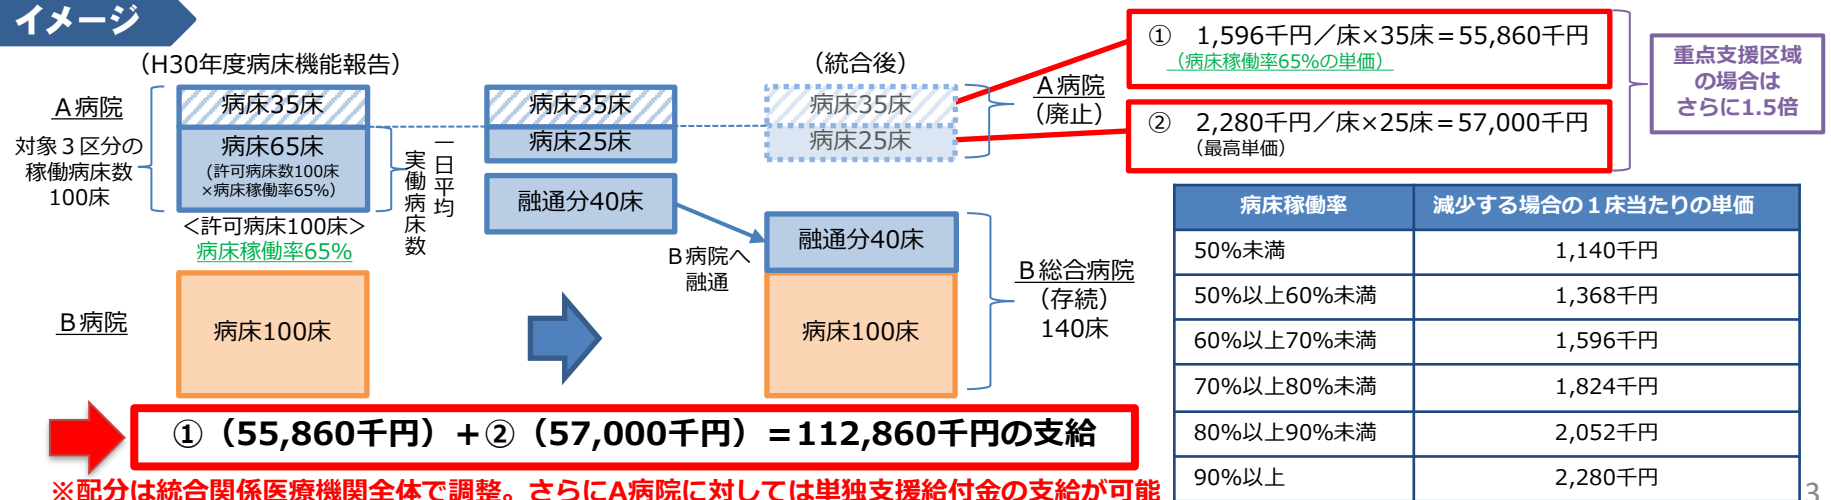 イメージ
（H30年度病床機能報告）
A病院
対象３区分の
稼働病床数
100床
病床35床
病床65床
(許可病床数100床
×病床稼働率65%)
一日平均
実働病床数
＜許可病床100床＞
病床稼働率65%
B病院
病床100床
病床35床
病床25床
融通分40床
B病院へ
融通
（統合後）
病床35床
病床25床
A病院
（廃止）
融通分40床
病床100床
B総合病院
（存続）
140床
① 1,596千円／床×35床＝55,860千円
（病床稼働率65%の単価）
② 2,280千円／床×25床＝57,000千円
（最高単価）
重点支援区域
の場合は
さらに1.5倍
病床稼働率 減少する場合の１床当たりの単価
50%未満 1,140千円
50%以上60%未満 1,368千円
60%以上70%未満 1,596千円
70%以上80%未満 1,824千円
80%以上90%未満 2,052千円
90%以上 2,280千円
①（55,860千円）＋②（57,000千円）＝112,860千円の支給
※配分は統合関係医療機関全体で調整。さらにA病院に対しては単独支援給付金の支給が可能
3